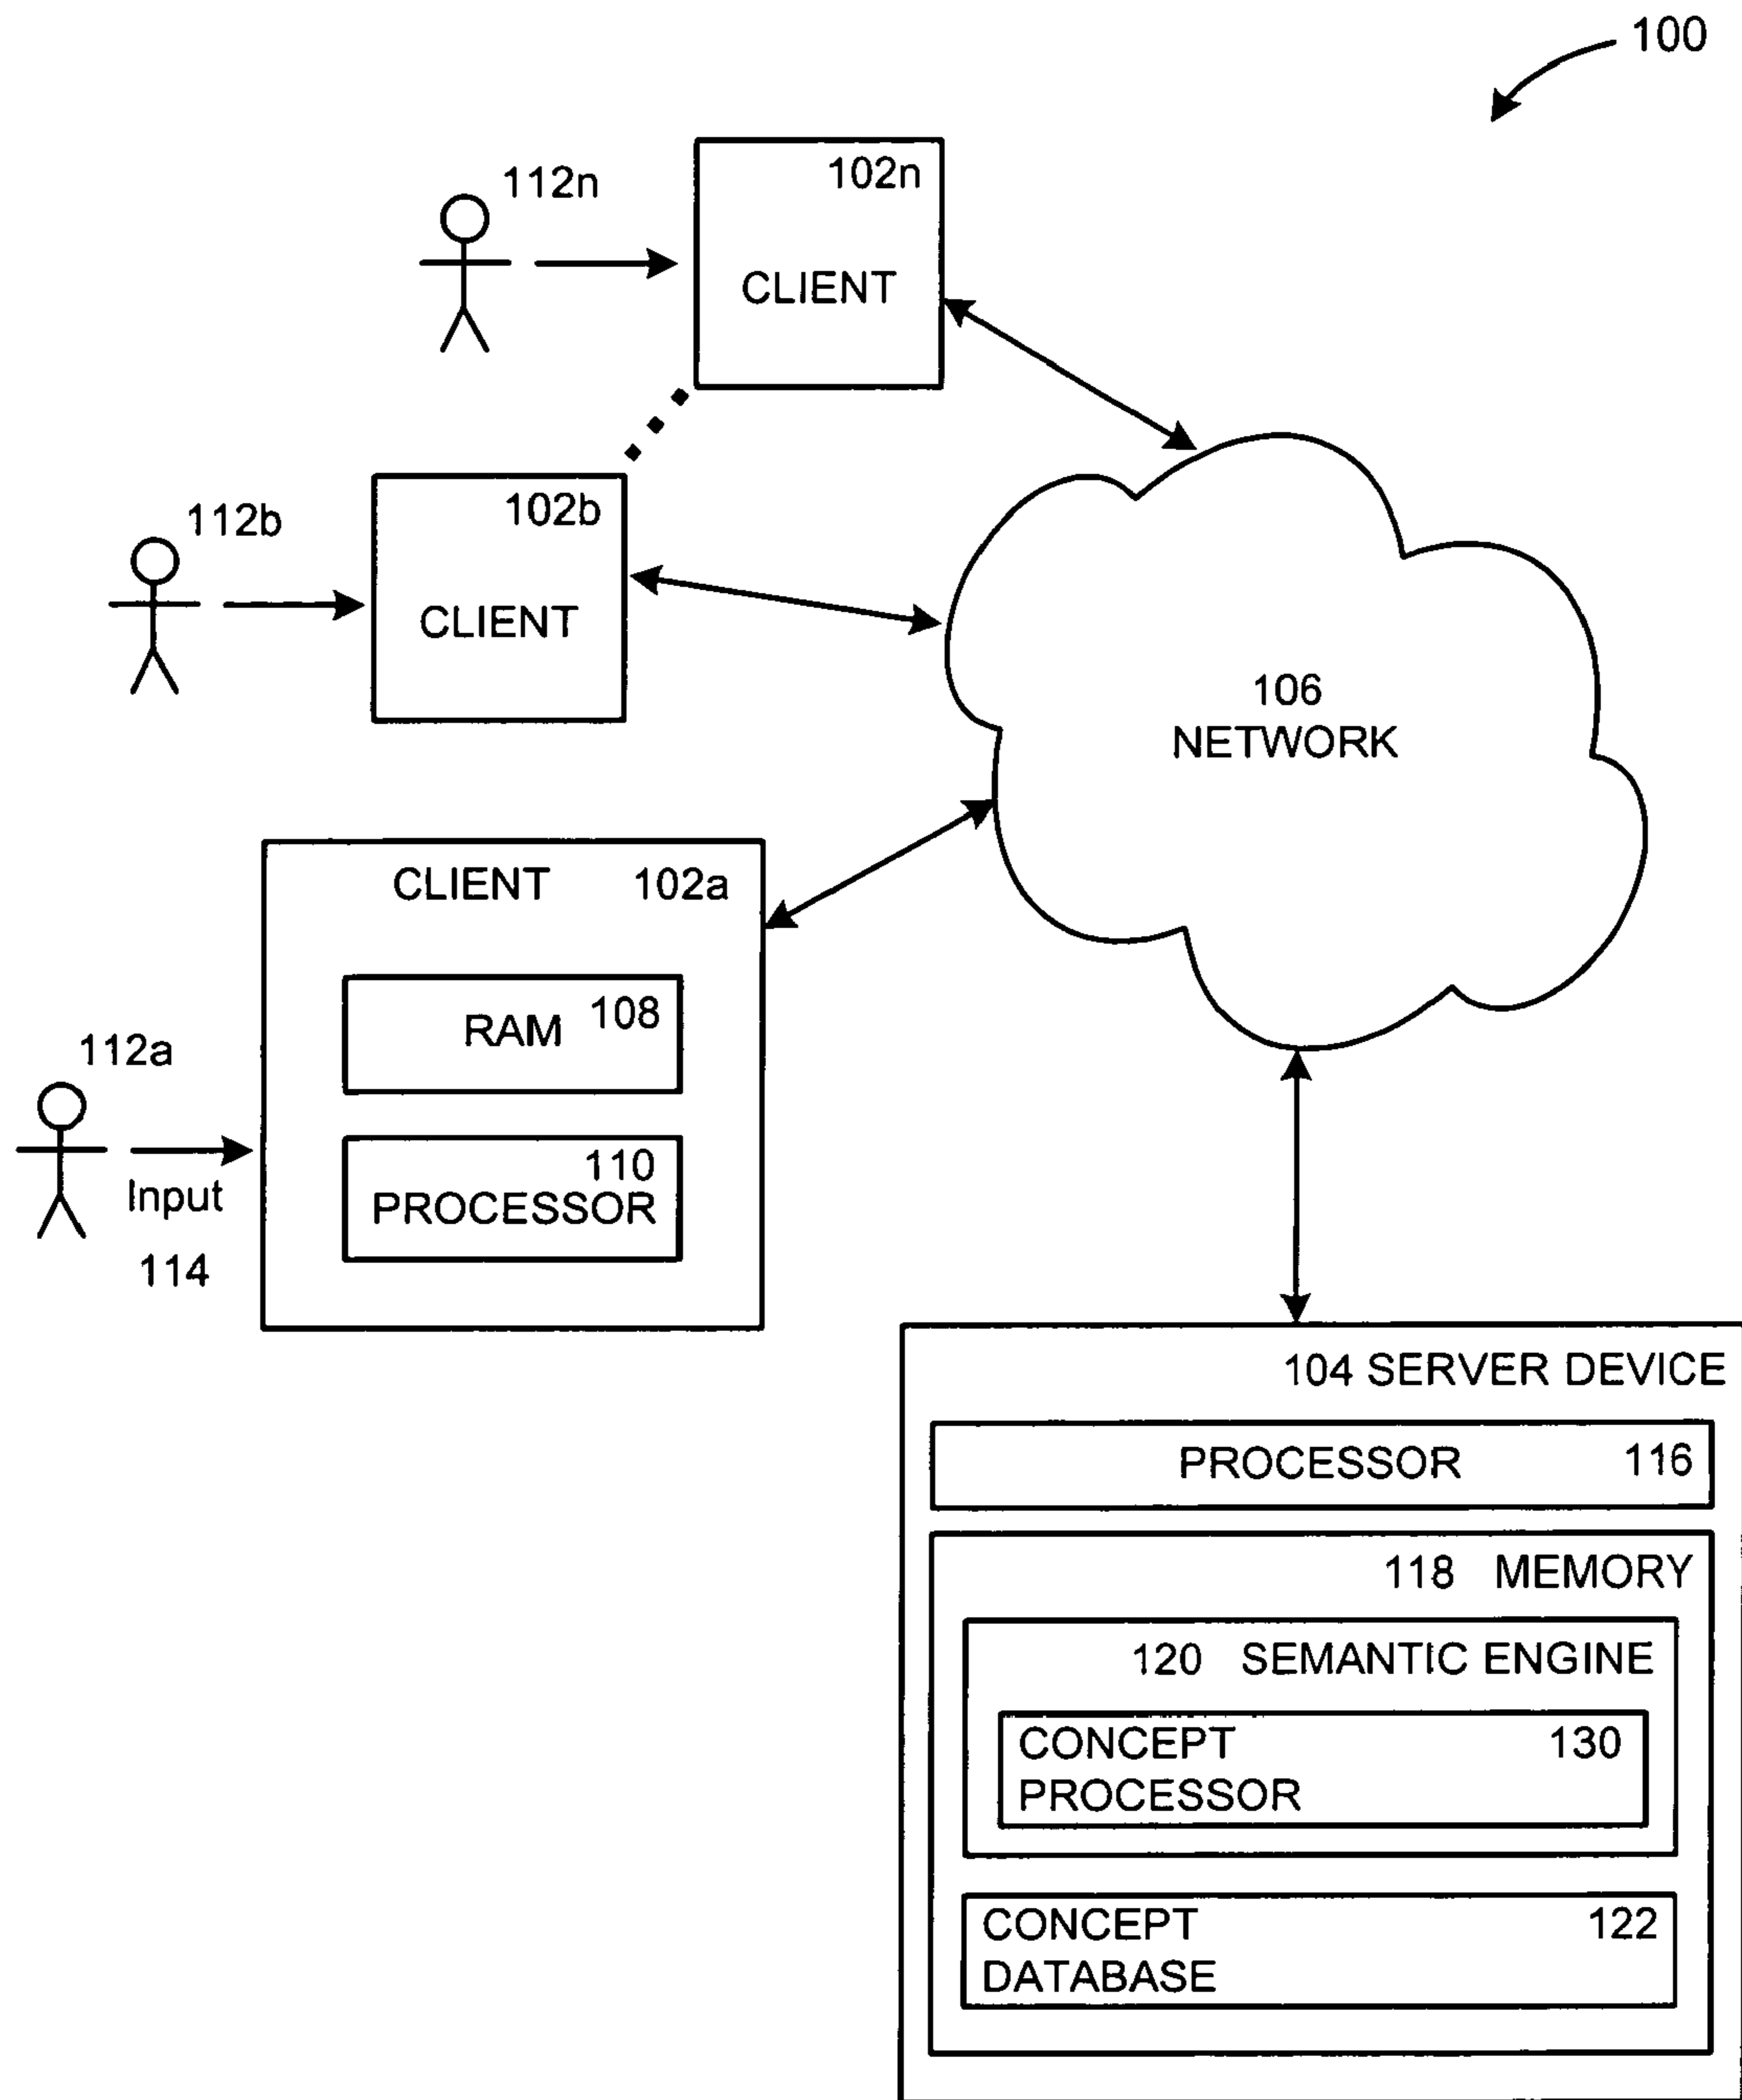 100
112n
102n
CLIENT
112b
102b
CLIENT
106
NETWORK
CLIENT 102a
RAM 108
112a
110
PROCESSOR
Input
114
104 SERVER DEVICE
PROCESSOR 116
118 MEMORY
120 SEMANTIC ENGINE
CONCEPT 130
PROCESSOR
CONCEPT 122
DATABASE